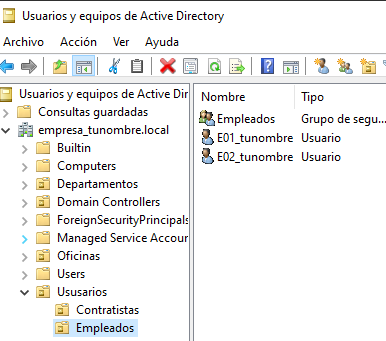 Usuarios y equipos de Active Directory
Archivo Acción Ver Ayuda
Usuarios y equipos de Active Direc
Consultas guardadas
empresa_tunombre.local
Builtin
Computers
Departamentos
Domain Controllers
ForeignSecurityPrincipals
Managed Service Accour
Oficinas
Users
Ususarios
Contratistas
Empleados
Nombre Tipo
Empleados Grupo de segu...
E01_tunombre Usuario
E02_tunombre Usuario